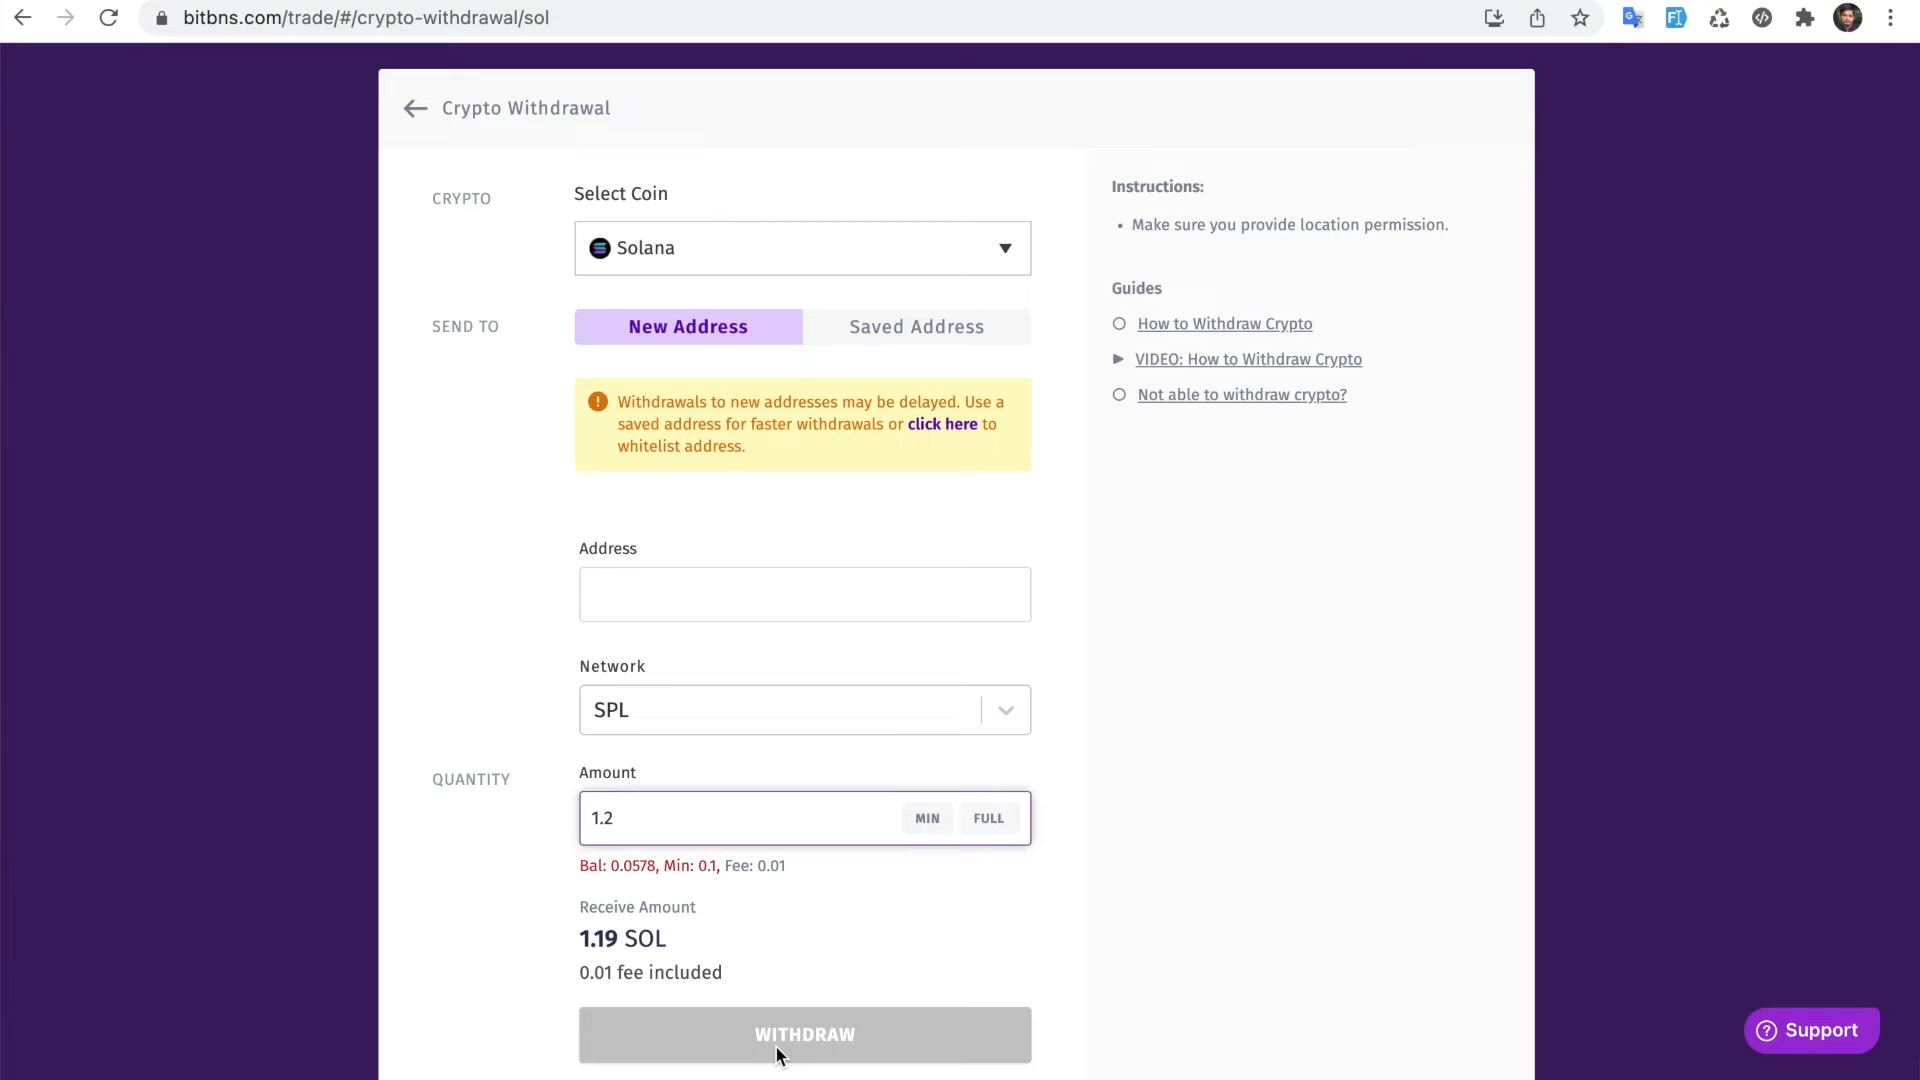 bitbns.com/trade/#/crypto-withdrawal/sol
Crypto Withdrawal
CRYPTO
Select Coin
Solana
SEND TO
New Address
Saved Address
Withdrawals to new addresses may be delayed. Use a
saved address for faster withdrawals or click here to
whitelist address.
Address
Network
SPL
QUANTITY
Amount
1.2
MIN
FULL
Bal: 0.0578, Min: 0.1, Fee: 0.01
Receive Amount
1.19 SOL
0.01 fee included
WITHDRAW
Instructions:
Make sure you provide location permission.
Guides
How to Withdraw Crypto
VIDEO: How to Withdraw Crypto
Not able to withdraw crypto?
Support